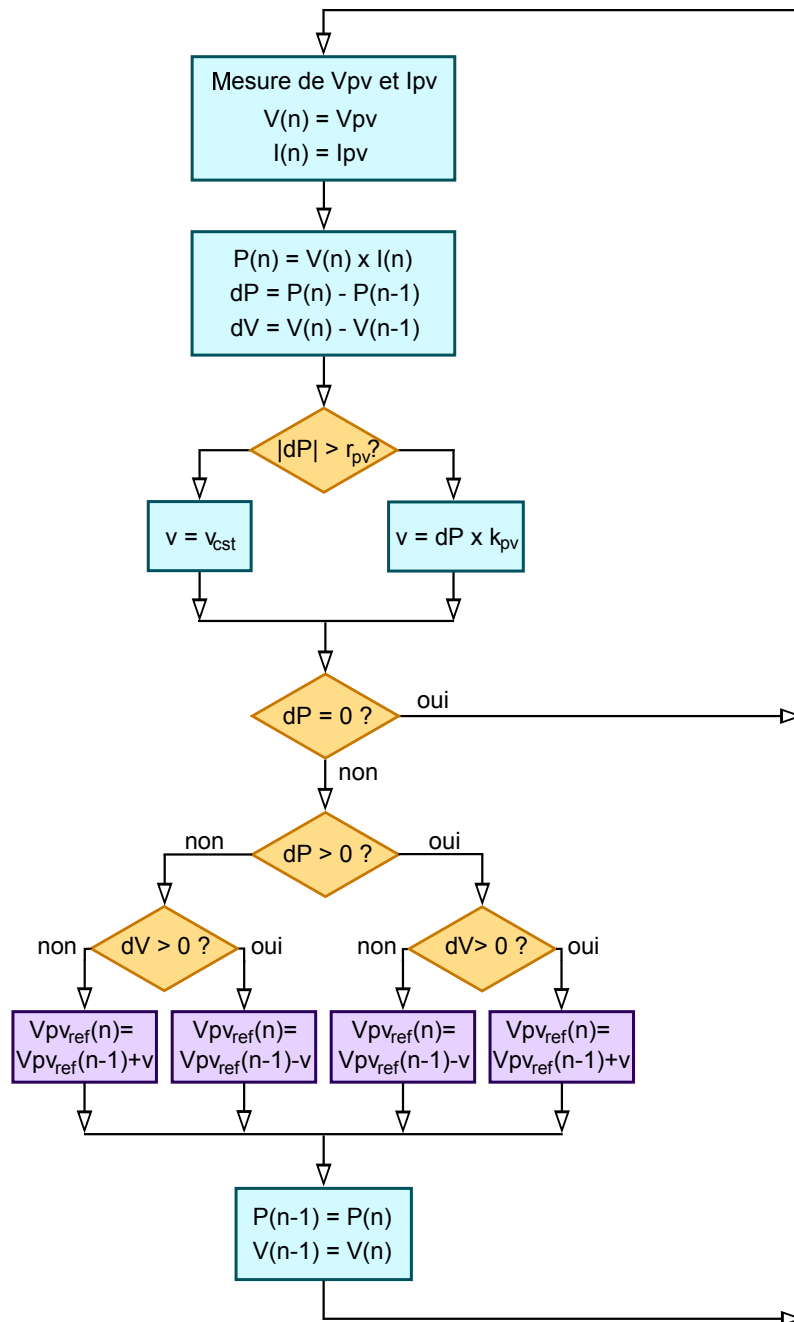 Mesure de Vpv et Ipv
V(n) = Vpv
I(n) = Ipv
P(n) = V(n) x I(n)
dP = P(n) - P(n-1)
dV = V(n) - V(n-1)
|dP| > rpv?
v = vcst
v = dP x kpv
dP = 0 ?
oui
non
dP > 0 ?
non
oui
dV > 0 ?
non
oui
dV> 0 ?
non
oui
Vpvref(n)=
Vpvref(n-1)+v
Vpvref(n)=
Vpvref(n-1)-v
Vpvref(n)=
Vpvref(n-1)-v
Vpvref(n)=
Vpvref(n-1)+v
P(n-1) = P(n)
V(n-1) = V(n)